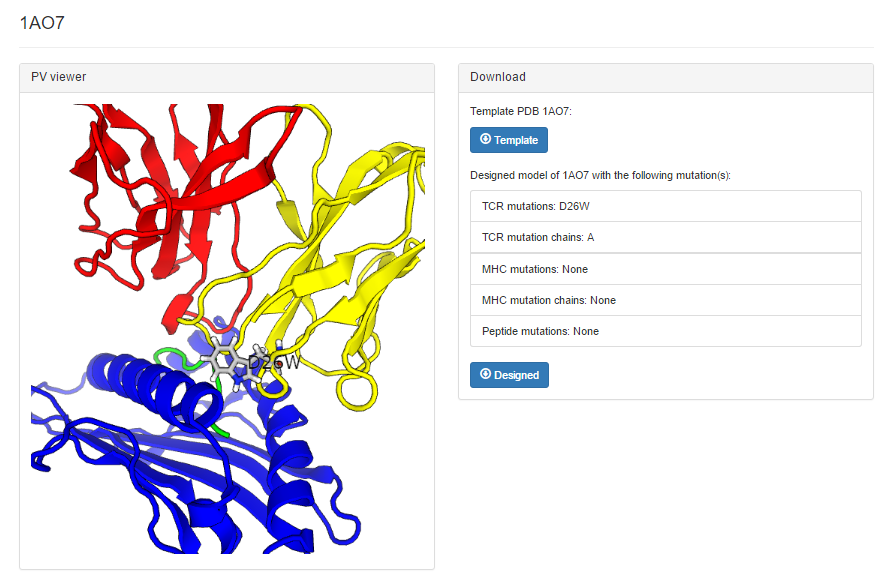 1AO7
PV viewer
D26W
Download
Template PDB 1AO7:
Template
Designed model of 1AO7 with the following mutation(s):
TCR mutations: D26W
TCR mutation chains: A
MHC mutations: None
MHC mutation chains: None
Peptide mutations: None
Designed